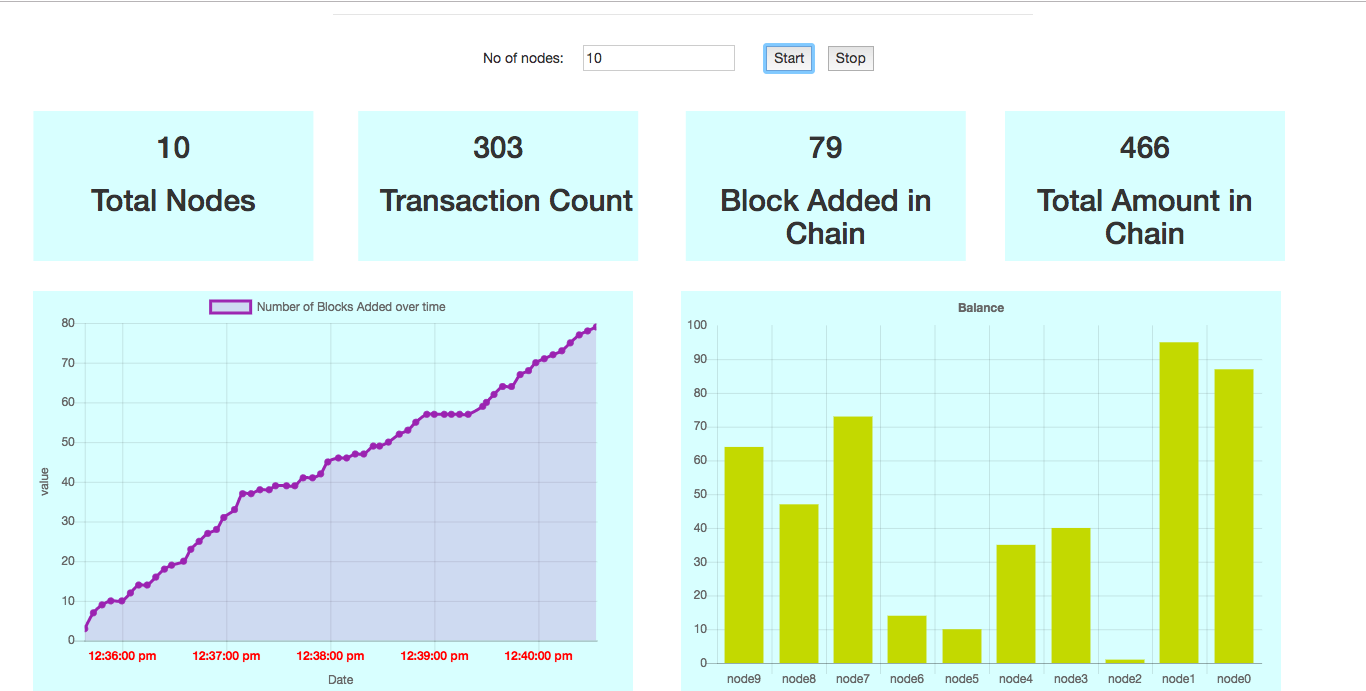 No of nodes: 10 Start Stop
10
Total Nodes
303
Transaction Count
79
Block Added in
Chain
466
Total Amount in
Chain
Number of Blocks Added over time
80
70
60
50
40
30
20
10
0
value
12:36:00 pm 12:37:00 pm 12:38:00 pm 12:39:00 pm 12:40:00 pm
Date
Balance
100
90
80
70
60
50
40
30
20
10
0
node9 node8 node7 node6 node5 node4 node3 node2 node1 node0